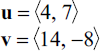 u = ⟨4, 7⟩
v = ⟨14, −8⟩